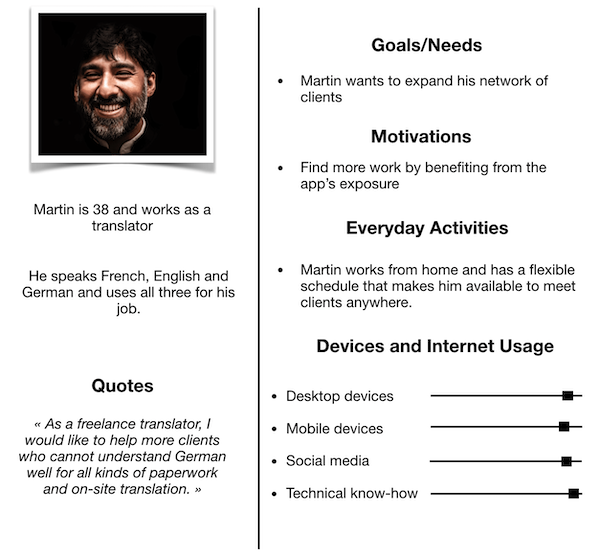 Martin is 38 and works as a
translator
He speaks French, English and
German and uses all three for his
job.
Quotes
« As a freelance translator, I
would like to help more clients
who cannot understand German
well for all kinds of paperwork
and on-site translation. »
Goals/Needs
• Martin wants to expand his network of
clients
Motivations
• Find more work by benefiting from the
app’s exposure
Everyday Activities
• Martin works from home and has a flexible
schedule that makes him available to meet
clients anywhere.
Devices and Internet Usage
• Desktop devices
• Mobile devices
• Social media
• Technical know-how